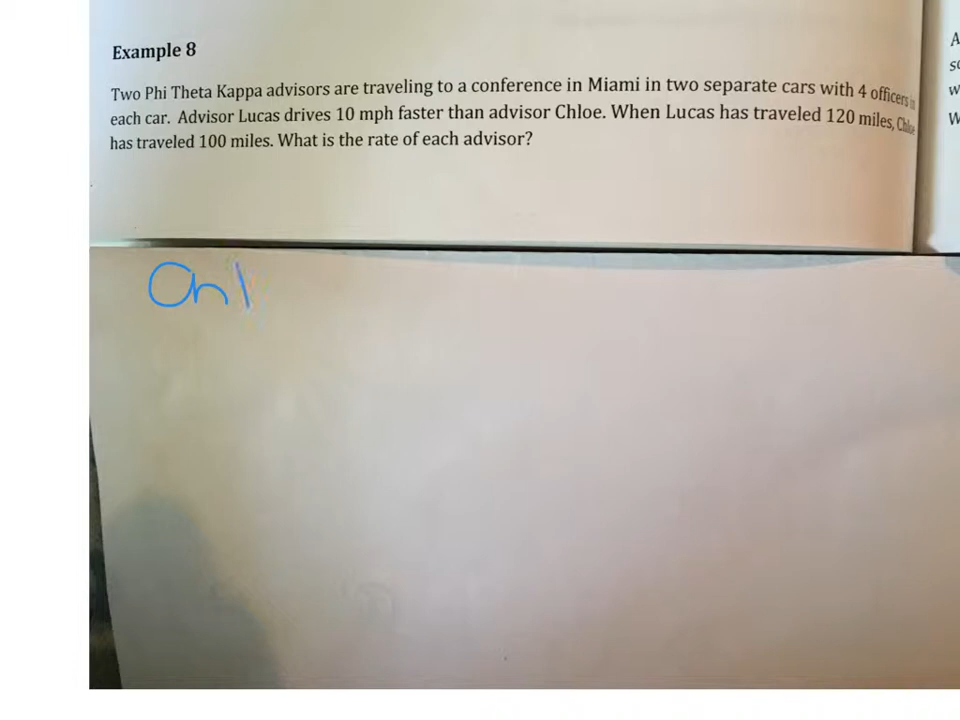 Example 8
Two Phi Theta Kappa advisors are traveling to a conference in Miami in two separate cars with 4 officers in
each car. Advisor Lucas drives 10 mph faster than advisor Chloe. When Lucas has traveled 120 miles, Chloe
has traveled 100 miles. What is the rate of each advisor?
Chl